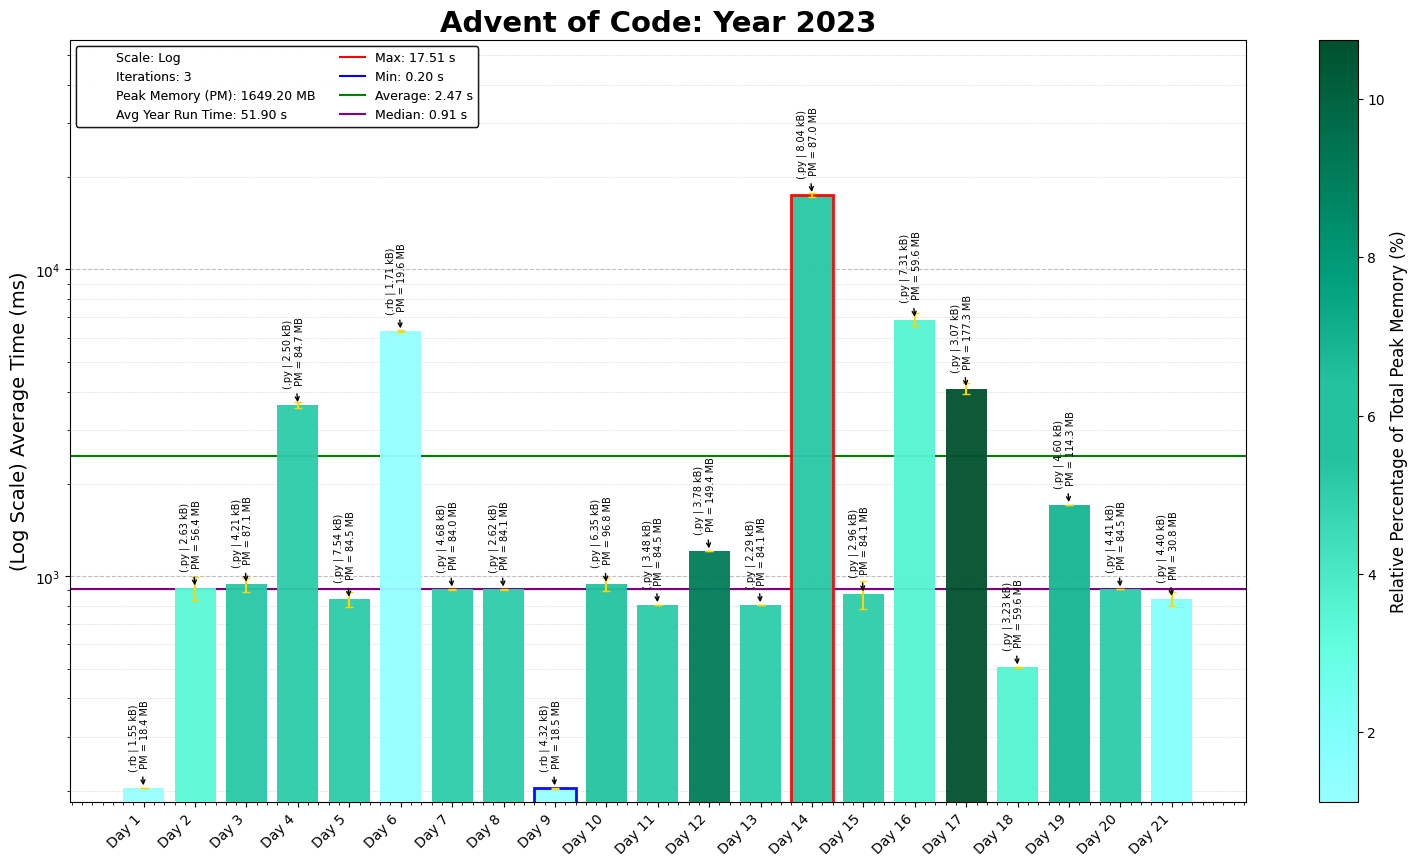 Advent of Code: Year 2023
Scale: Log
Iterations: 3
Peak Memory (PM): 1649.20 MB
Avg Year Run Time: 51.90 s
Max: 17.51 s
Min: 0.20 s
Average: 2.47 s
Median: 0.91 s
(Log Scale) Average Time (ms)
10⁴
10³
(.py | 8.04 kB)
PM = 87.0 MB
(.rb | 1.55 kB)
PM = 18.4 MB
(.py | 2.63 kB)
PM = 56.4 MB
(.py | 4.21 kB)
PM = 87.1 MB
(.py | 2.50 kB)
PM = 84.7 MB
(.py | 7.54 kB)
PM = 84.5 MB
(.rb | 1.71 kB)
PM = 19.6 MB
(.py | 4.68 kB)
PM = 84.0 MB
(.py | 2.62 kB)
PM = 84.1 MB
(.rb | 4.32 kB)
PM = 18.5 MB
(.py | 6.35 kB)
PM = 96.8 MB
(.py | 3.48 kB)
PM = 84.5 MB
(.py | 3.78 kB)
PM = 149.4 MB
(.py | 2.29 kB)
PM = 84.1 MB
(.py | 2.96 kB)
PM = 84.1 MB
(.py | 7.31 kB)
PM = 59.6 MB
(.py | 3.07 kB)
PM = 177.3 MB
(.py | 3.23 kB)
PM = 59.6 MB
(.py | 4.60 kB)
PM = 114.3 MB
(.py | 4.41 kB)
PM = 84.5 MB
(.py | 4.40 kB)
PM = 30.8 MB
Day 1
Day 2
Day 3
Day 4
Day 5
Day 6
Day 7
Day 8
Day 9
Day 10
Day 11
Day 12
Day 13
Day 14
Day 15
Day 16
Day 17
Day 18
Day 19
Day 20
Day 21
10
8
6
4
2
Relative Percentage of Total Peak Memory (%)